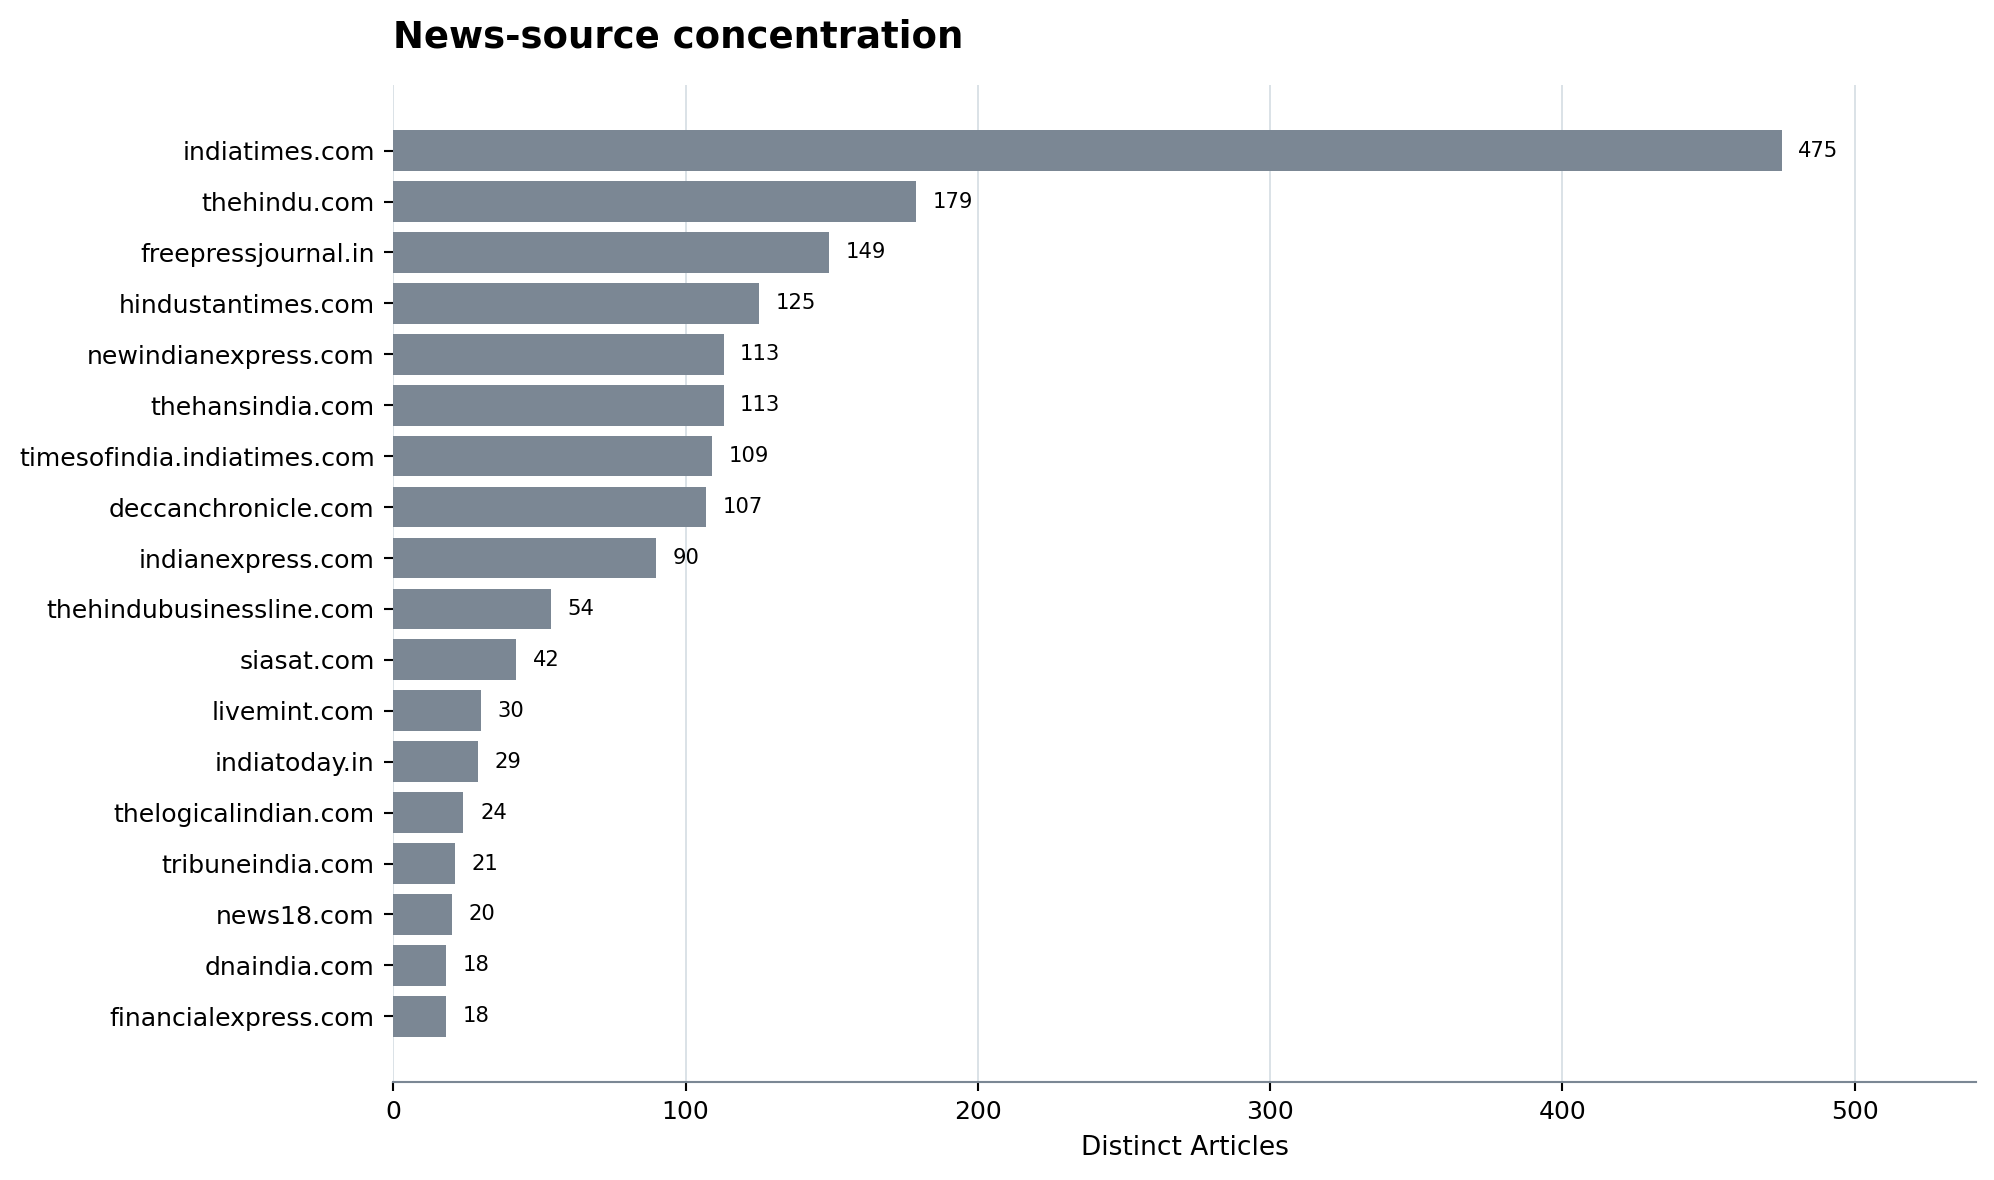 News-source concentration
indiatimes.com 475
thehindu.com 179
freepressjournal.in 149
hindustantimes.com 125
newindianexpress.com 113
thehansindia.com 113
timesofindia.indiatimes.com 109
deccanchronicle.com 107
indianexpress.com 90
thehindubusinessline.com 54
siasat.com 42
livemint.com 30
indiatoday.in 29
thelogicalindian.com 24
tribuneindia.com 21
news18.com 20
dnaindia.com 18
financialexpress.com 18
0 100 200 300 400 500
Distinct Articles